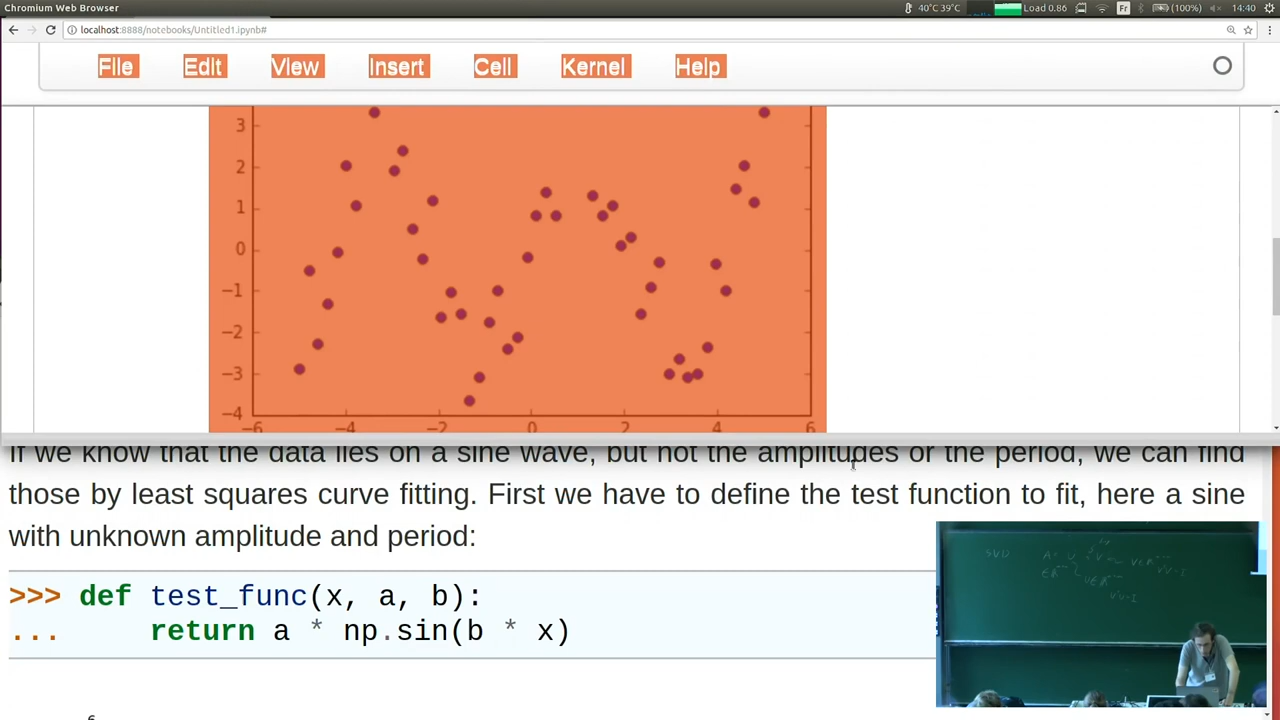 Chromium Web Browser
40°C 39°C
Load 0.86
Fr
(100%)
14:40
localhost:8888/notebooks/Untitled1.ipynb#
File Edit View Insert Cell Kernel Help
3
2
1
0
−1
−2
−3
−4
−6 −4 −2 0 2 4 6
If we know that the data lies on a sine wave, but not the amplitudes or the period, we can find
those by least squares curve fitting. First we have to define the test function to fit, here a sine
with unknown amplitude and period:
>>> def test_func(x, a, b):
... return a * np.sin(b * x)
6
SVD